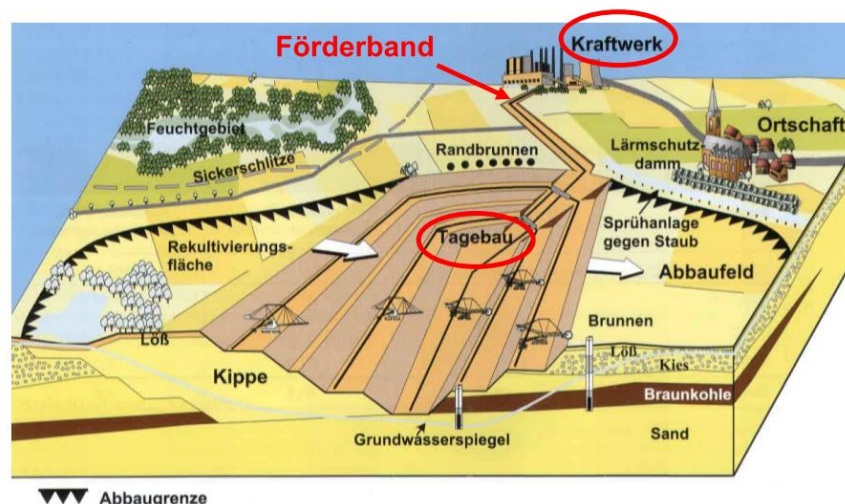 Förderband
Kraftwerk
Feuchtgebiet
Ortschaft
Lärmschutz-
damm
Sickerschlitze
Randbrunnen
Sprühanlage
gegen Staub
Rekultivierungs-
fläche
Tagebau
Abbaufeld
Brunnen
Löß
Löß
Kies
Kippe
Braunkohle
Grundwasserspiegel
Sand
Abbaugrenze